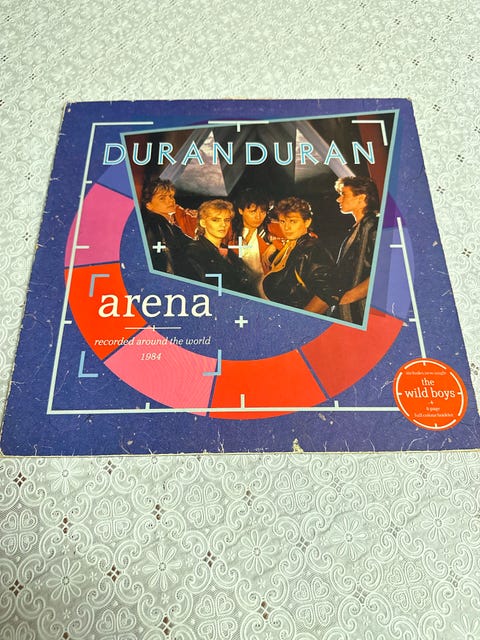 DURAN DURAN
arena
recorded around the world
1984
includes new single
the
wild boys
+
8 page
full colour booklet